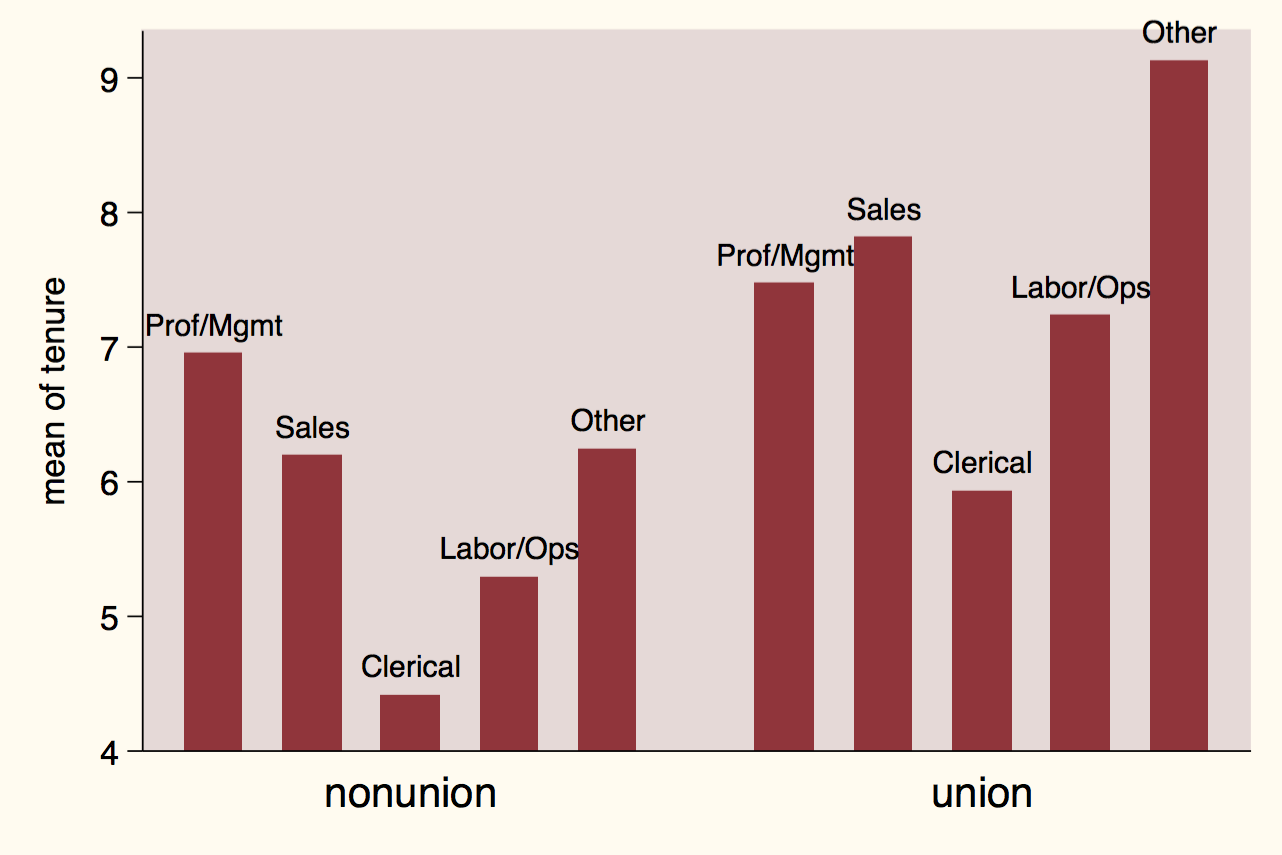 Other
9
8
Sales
Prof/Mgmt
Labor/Ops
Prof/Mgmt
7
mean of tenure
Sales
Other
Clerical
6
Labor/Ops
5
Clerical
4
nonunion union